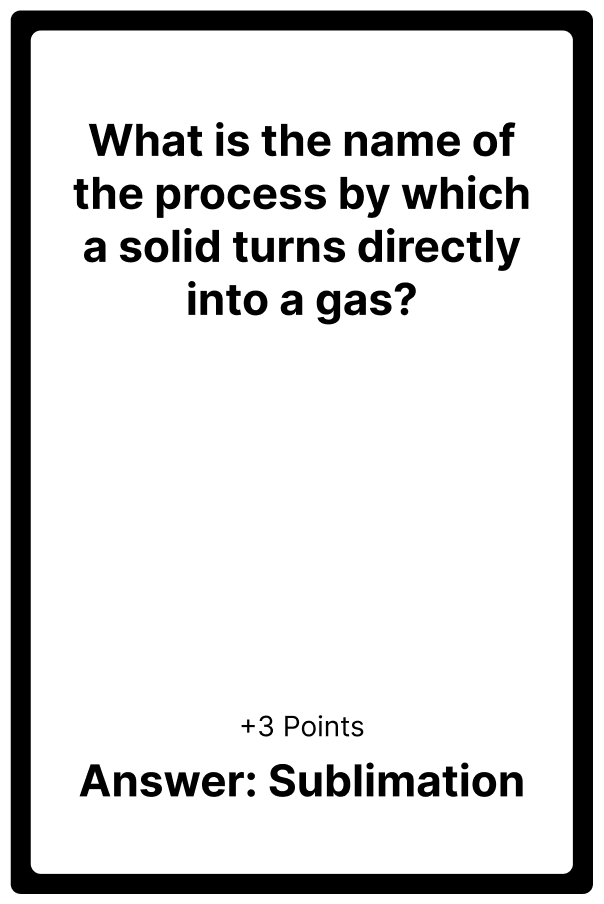 What is the name of
the process by which
a solid turns directly
into a gas?
+3 Points
Answer: Sublimation